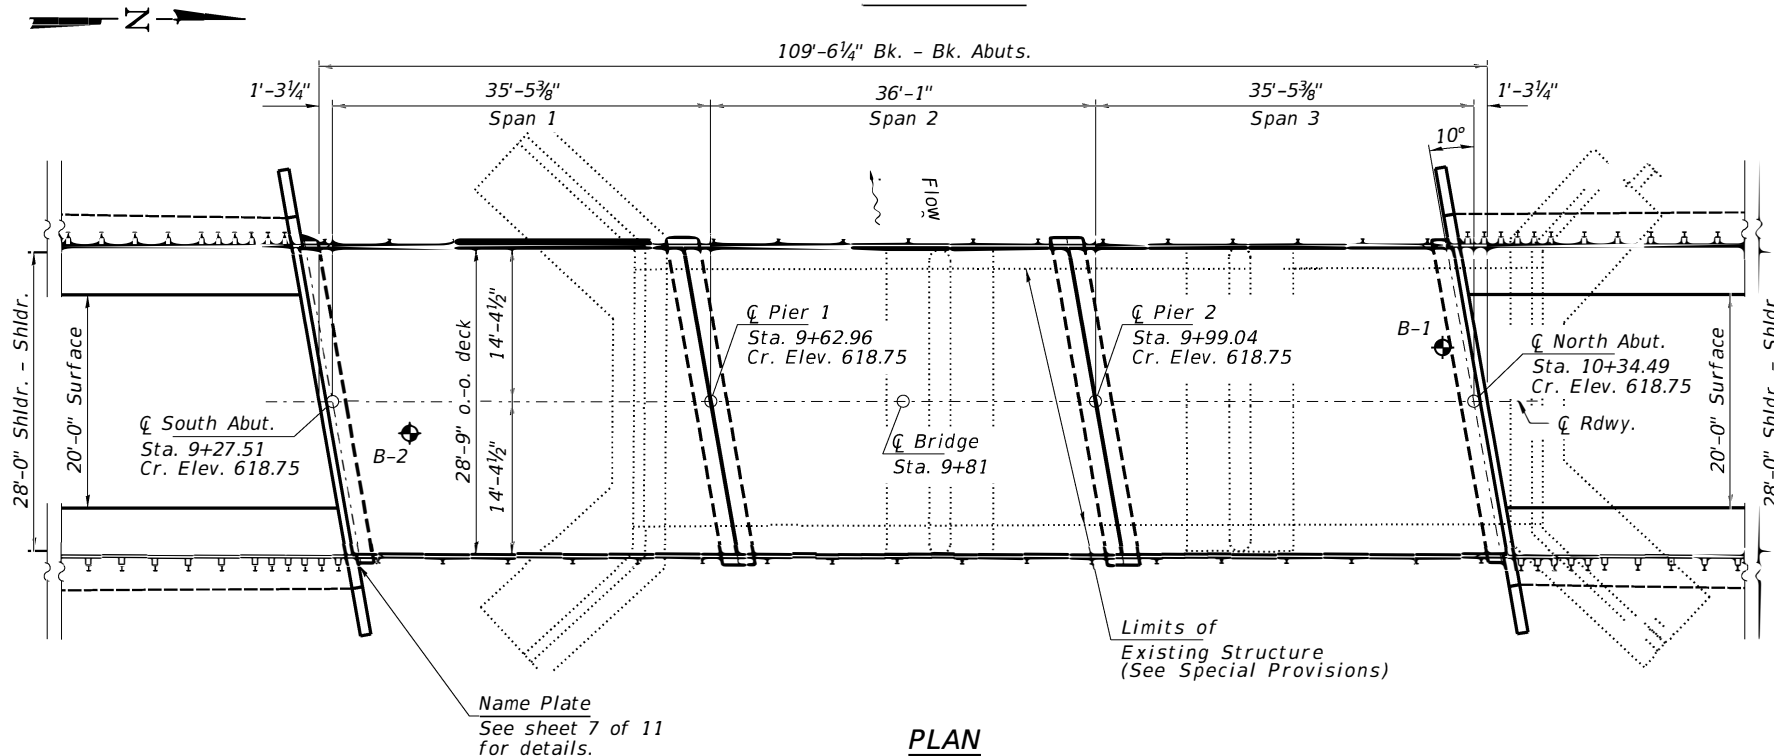 N
109'-6¼" Bk. - Bk. Abuts.
1'-3¼"
35'-5⅜"
36'-1"
35'-5⅜"
1'-3¼"
Span 1
Span 2
Span 3
10°
Flow
28'-0" Shldr. - Shldr.
20'-0" Surface
℄ South Abut.
Sta. 9+27.51
Cr. Elev. 618.75
B-2
28'-9" o.-o. deck
14'-4½"
14'-4½"
℄ Pier 1
Sta. 9+62.96
Cr. Elev. 618.75
℄ Bridge
Sta. 9+81
℄ Pier 2
Sta. 9+99.04
Cr. Elev. 618.75
B-1
℄ North Abut.
Sta. 10+34.49
Cr. Elev. 618.75
℄ Rdwy.
20'-0" Surface
28'-0" Shldr. - Shldr.
Limits of
Existing Structure
(See Special Provisions)
Name Plate
See sheet 7 of 11
for details.
PLAN